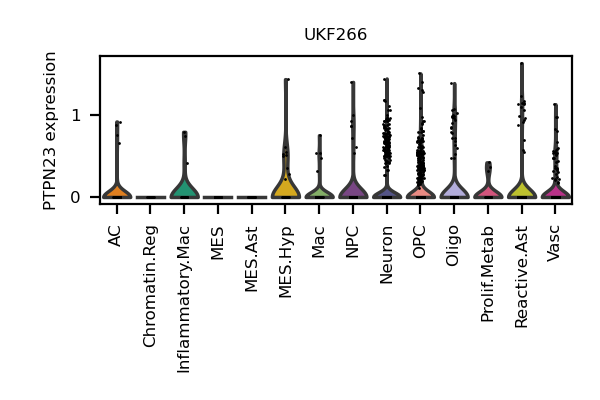 UKF266
PTPN23 expression
1
0
AC
Chromatin.Reg
Inflammatory.Mac
MES
MES.Ast
MES.Hyp
Mac
NPC
Neuron
OPC
Oligo
Prolif.Metab
Reactive.Ast
Vasc